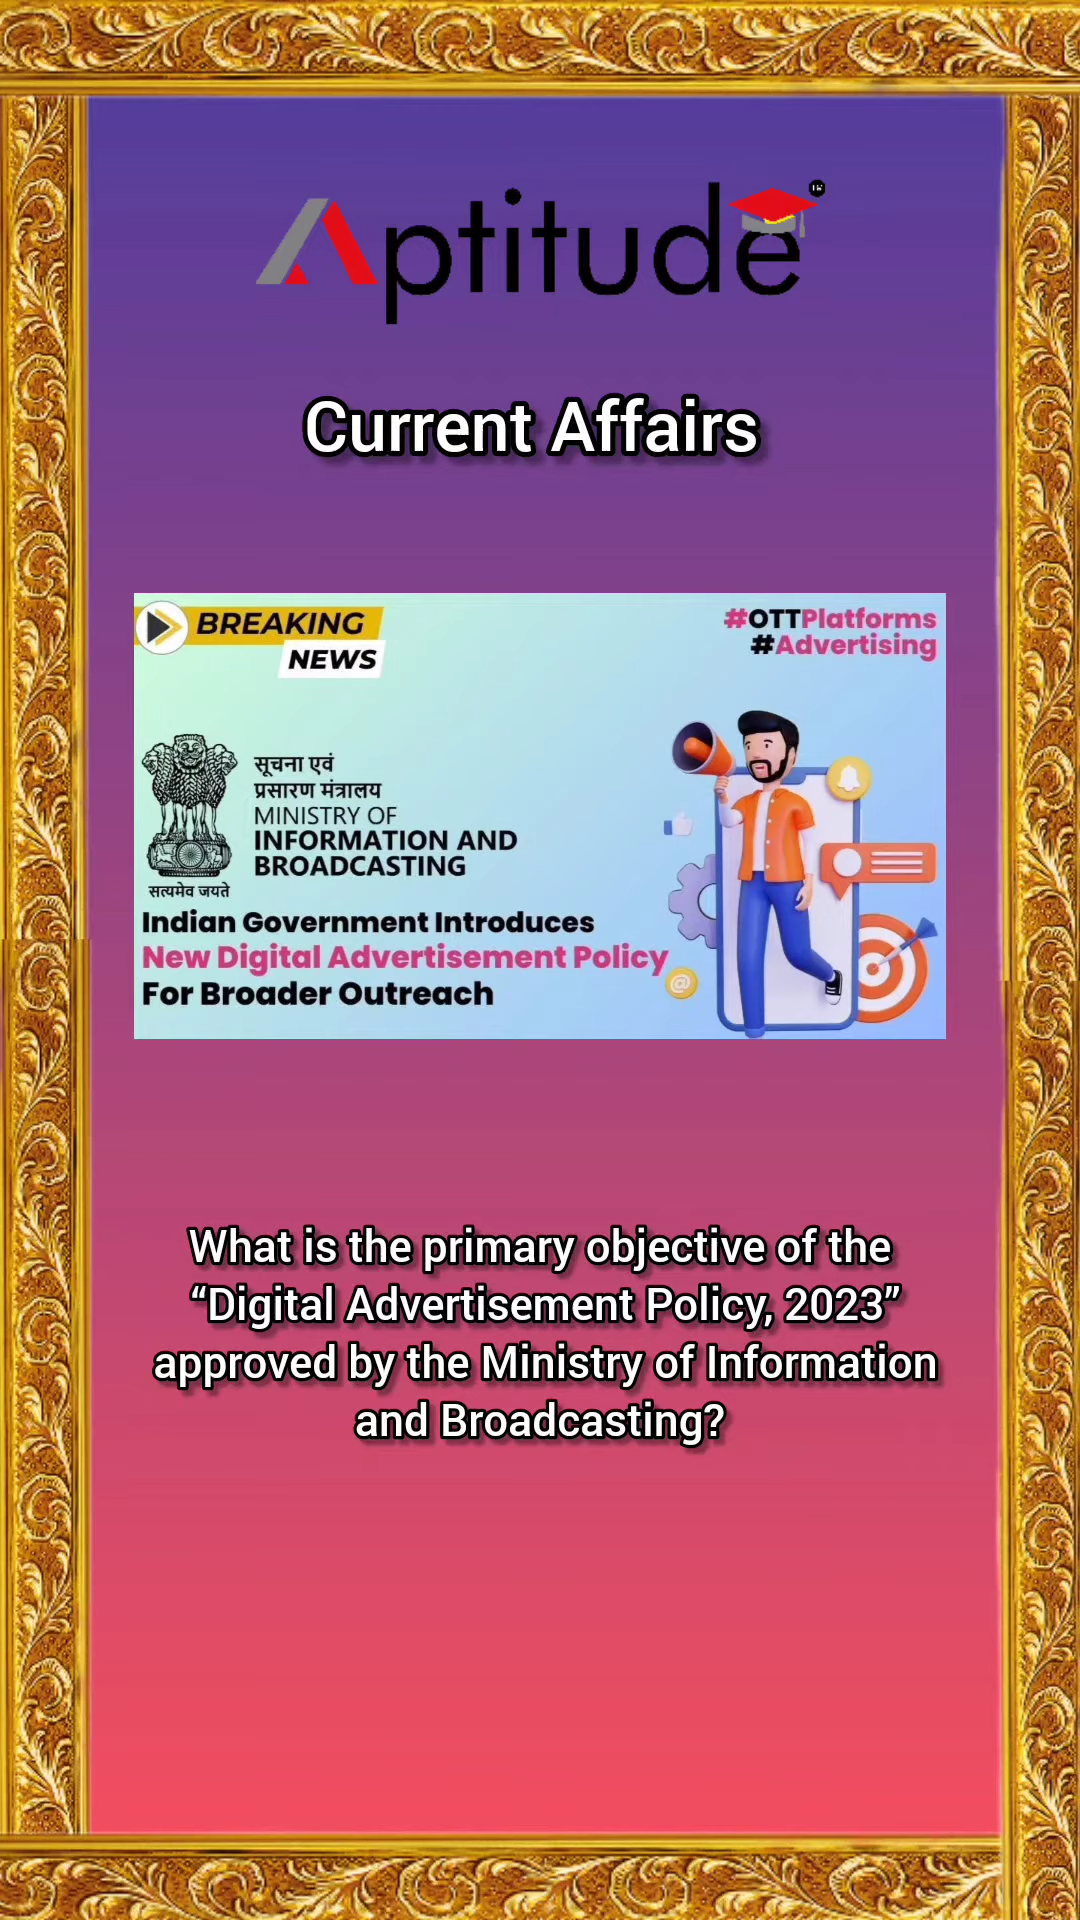 Aptitude
Current Affairs
BREAKING
NEWS
#OTTPlatforms
#Advertising
सूचना एवं
प्रसारण मंत्रालय
MINISTRY OF
INFORMATION AND
BROADCASTING
सत्यमेव जयते
Indian Government Introduces
New Digital Advertisement Policy
For Broader Outreach
@
What is the primary objective of the
“Digital Advertisement Policy, 2023”
approved by the Ministry of Information
and Broadcasting?